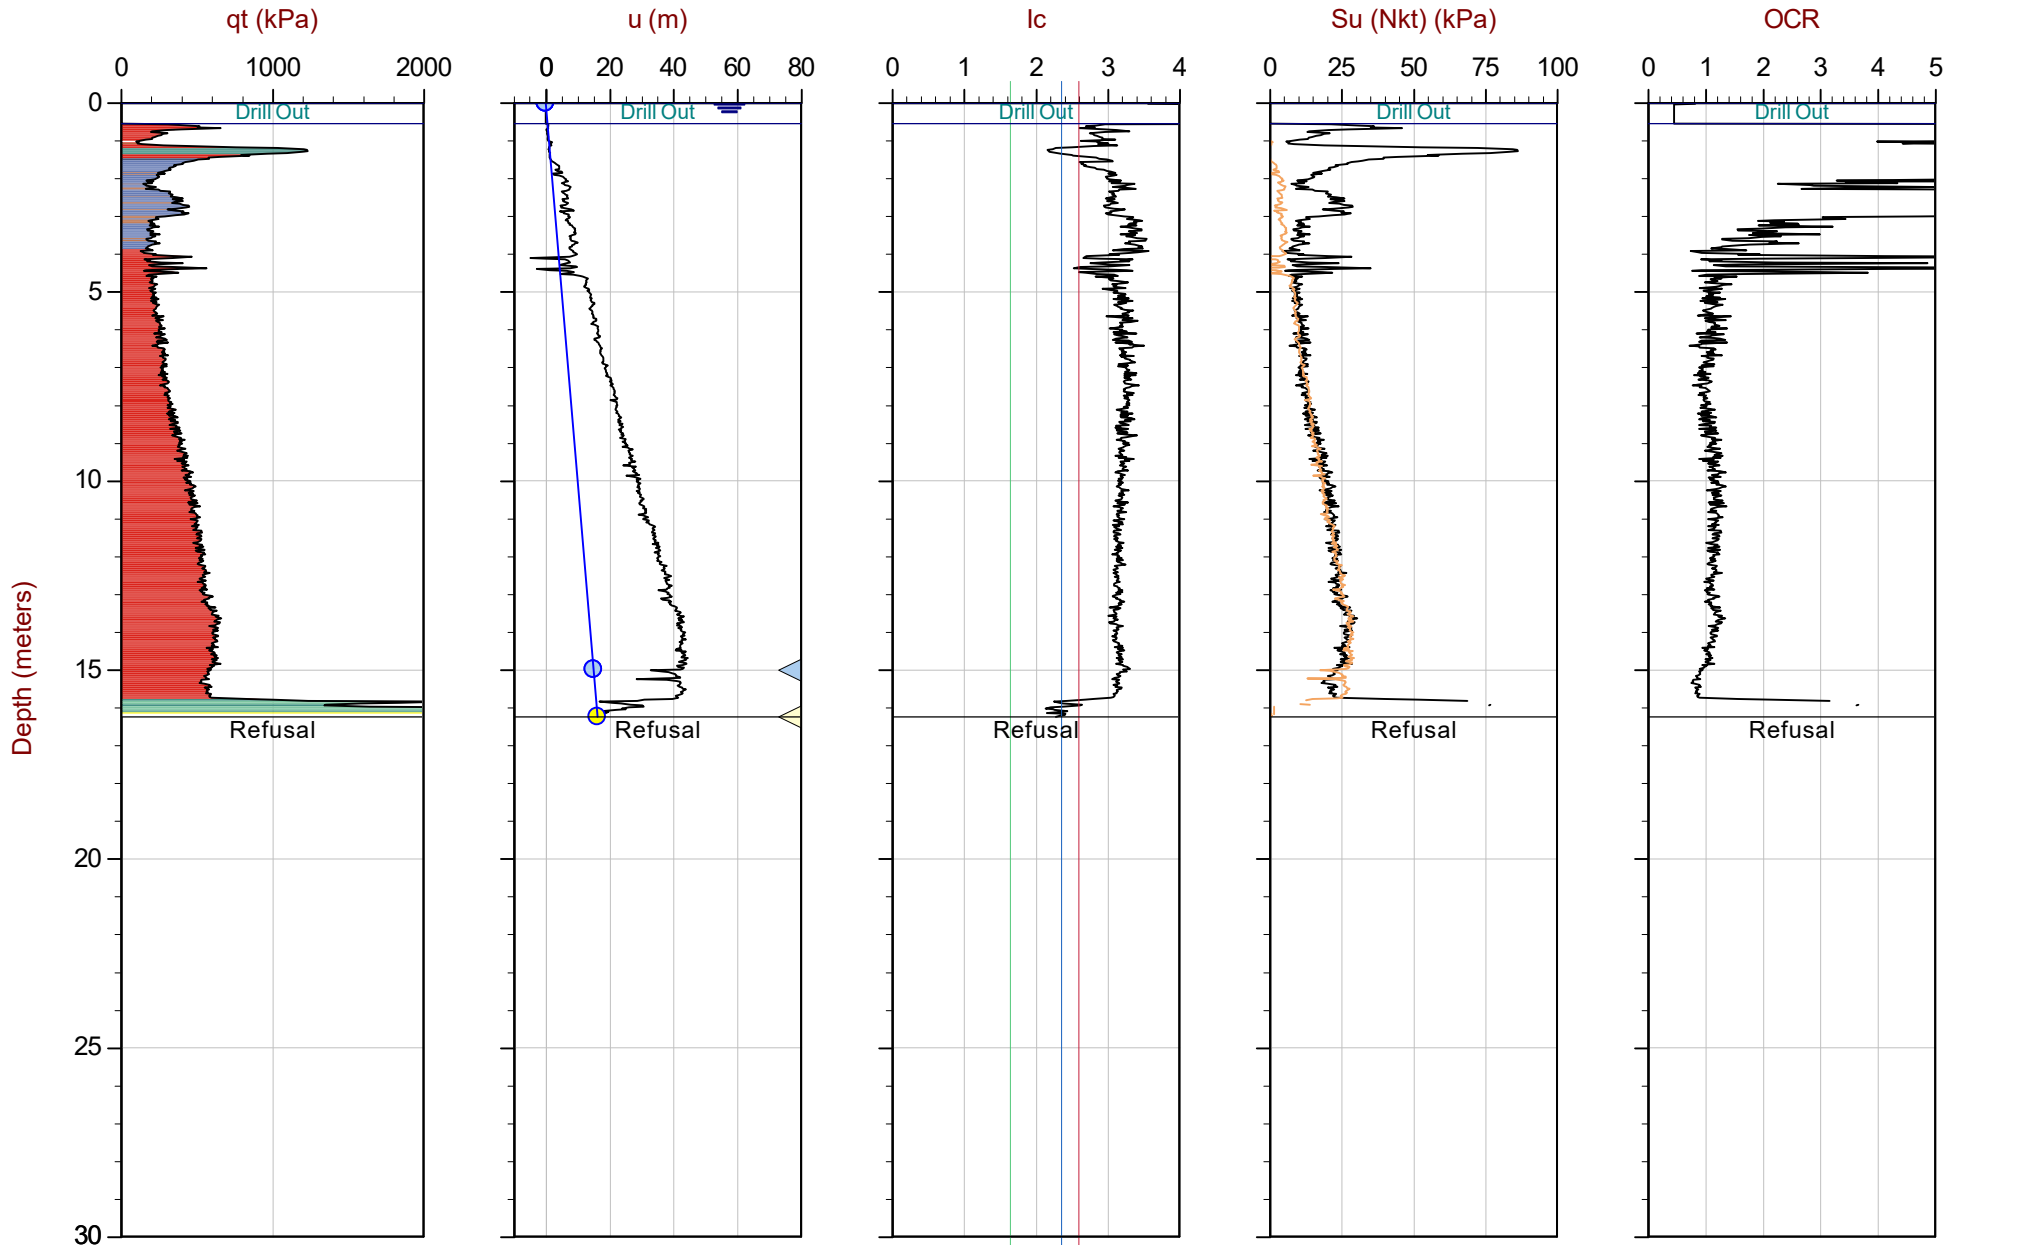 qt (kPa) u (m) Ic Su (Nkt) (kPa) OCR
0 1000 2000 0 20 40 60 80 0 1 2 3 4 0 25 50 75 100 0 1 2 3 4 5
0
Drill Out Drill Out Drill Out Drill Out Drill Out
5
10
Depth (meters)
15
Refusal Refusal Refusal Refusal Refusal
20
25
30